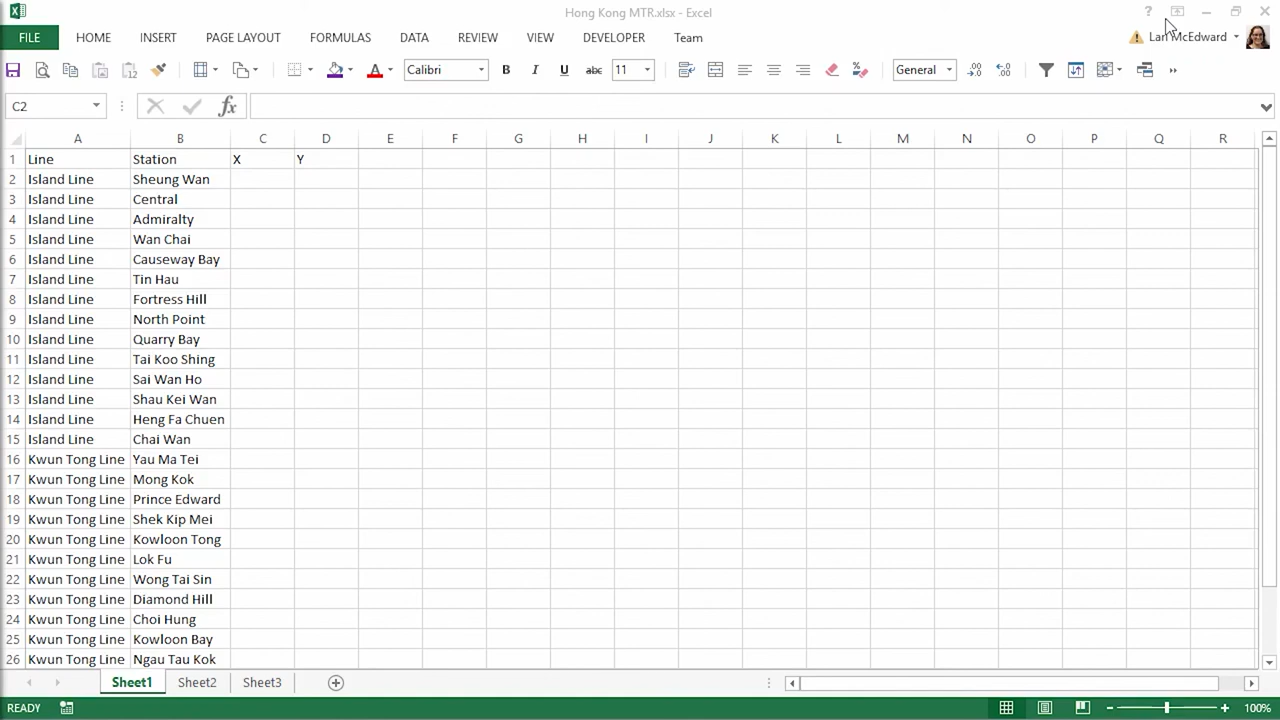 Hong Kong MTR.xlsx - Excel
?
FILE HOME INSERT PAGE LAYOUT FORMULAS DATA REVIEW VIEW DEVELOPER Team McEdward
Calibri B I U abc 11 General
C2 fx
A B C D E F G H I J K L M N O P Q R
1 Line Station X Y
2 Island Line Sheung Wan
3 Island Line Central
4 Island Line Admiralty
5 Island Line Wan Chai
6 Island Line Causeway Bay
7 Island Line Tin Hau
8 Island Line Fortress Hill
9 Island Line North Point
10 Island Line Quarry Bay
11 Island Line Tai Koo Shing
12 Island Line Sai Wan Ho
13 Island Line Shau Kei Wan
14 Island Line Heng Fa Chuen
15 Island Line Chai Wan
16 Kwun Tong Line Yau Ma Tei
17 Kwun Tong Line Mong Kok
18 Kwun Tong Line Prince Edward
19 Kwun Tong Line Shek Kip Mei
20 Kwun Tong Line Kowloon Tong
21 Kwun Tong Line Lok Fu
22 Kwun Tong Line Wong Tai Sin
23 Kwun Tong Line Diamond Hill
24 Kwun Tong Line Choi Hung
25 Kwun Tong Line Kowloon Bay
26 Kwun Tong Line Ngau Tau Kok
Sheet1 Sheet2 Sheet3
READY 100%